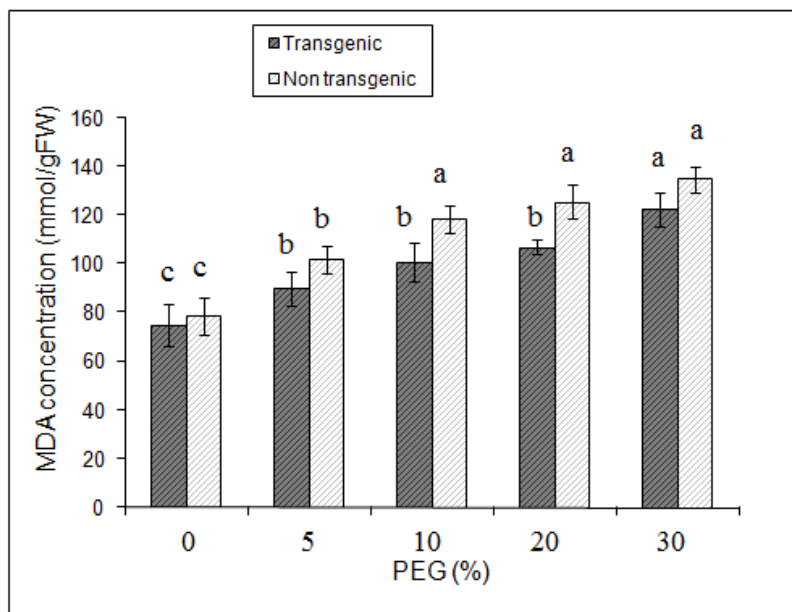 Transgenic
Non transgenic
MDA concentration (mmol/gFW)
160
140
120
100
80
60
40
20
0
c c b b b a b a a a
0 5 10 20 30
PEG (%)